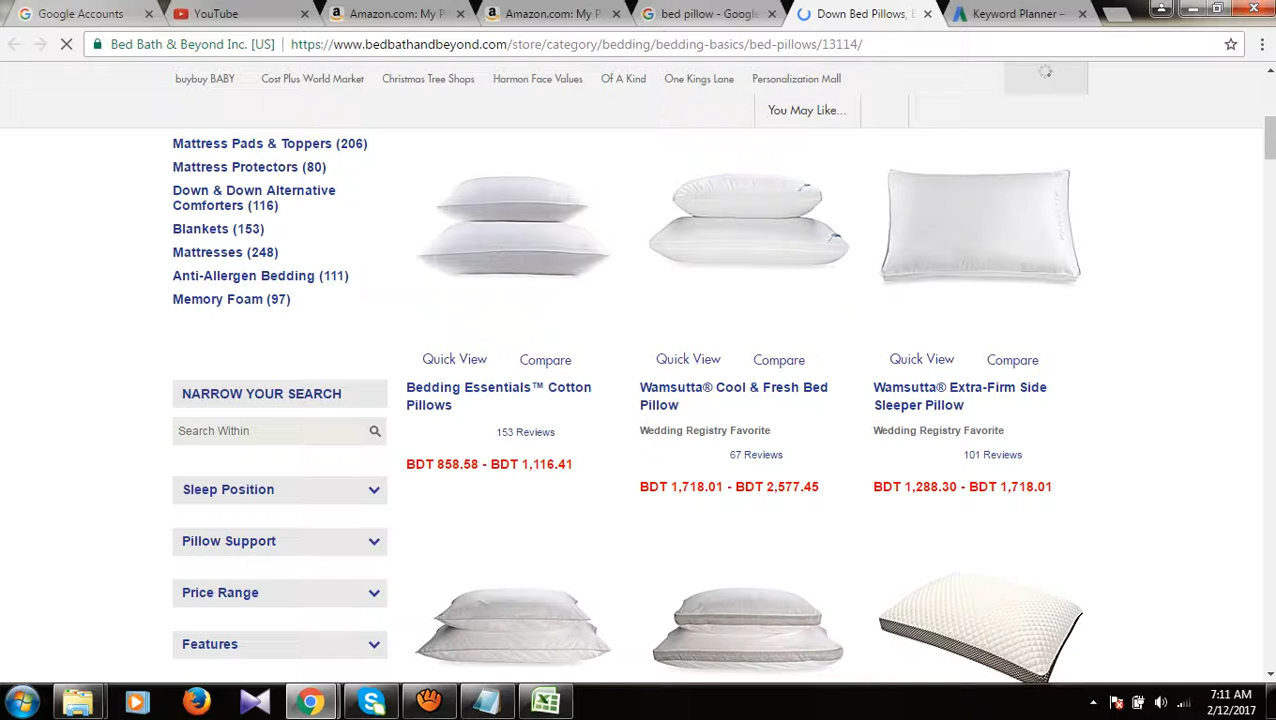 Google Accounts
YouTube
Amazon.com: My P
Amazon.com: My P
bed pillow - Google
Down Bed Pillows, B
Keyword Planner –
Bed Bath & Beyond Inc. [US]
https://www.bedbathandbeyond.com/store/category/bedding/bedding-basics/bed-pillows/13114/
buybuy BABY Cost Plus World Market Christmas Tree Shops Harmon Face Values Of A Kind One Kings Lane Personalization Mall
You May Like...
Mattress Pads & Toppers (206)
Mattress Protectors (80)
Down & Down Alternative
Comforters (116)
Blankets (153)
Mattresses (248)
Anti-Allergen Bedding (111)
Memory Foam (97)
NARROW YOUR SEARCH
Search Within
Sleep Position
Pillow Support
Price Range
Features
Quick View Compare
Bedding Essentials™ Cotton
Pillows
153 Reviews
BDT 858.58 - BDT 1,116.41
Quick View Compare
Wamsutta® Cool & Fresh Bed
Pillow
Wedding Registry Favorite
67 Reviews
BDT 1,718.01 - BDT 2,577.45
Quick View Compare
Wamsutta® Extra-Firm Side
Sleeper Pillow
Wedding Registry Favorite
101 Reviews
BDT 1,288.30 - BDT 1,718.01
7:11 AM
2/12/2017